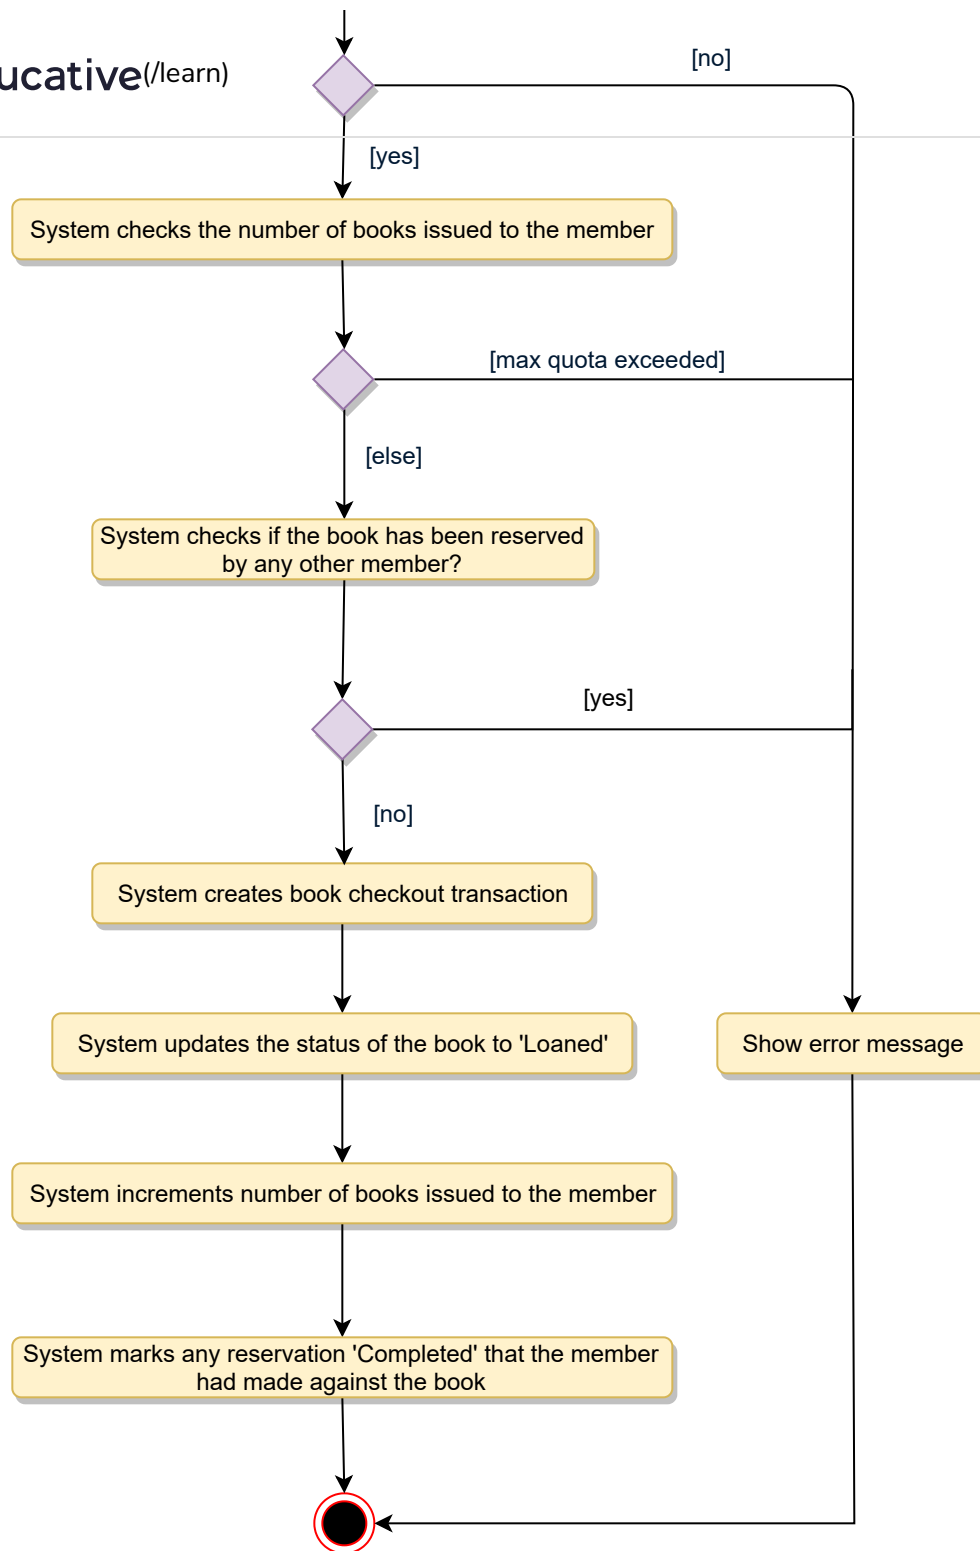 [no]
ucative(/learn)
[yes]
System checks the number of books issued to the member
[max quota exceeded]
[else]
System checks if the book has been reserved
by any other member?
[yes]
[no]
System creates book checkout transaction
System updates the status of the book to 'Loaned'
Show error message
System increments number of books issued to the member
System marks any reservation 'Completed' that the member
had made against the book